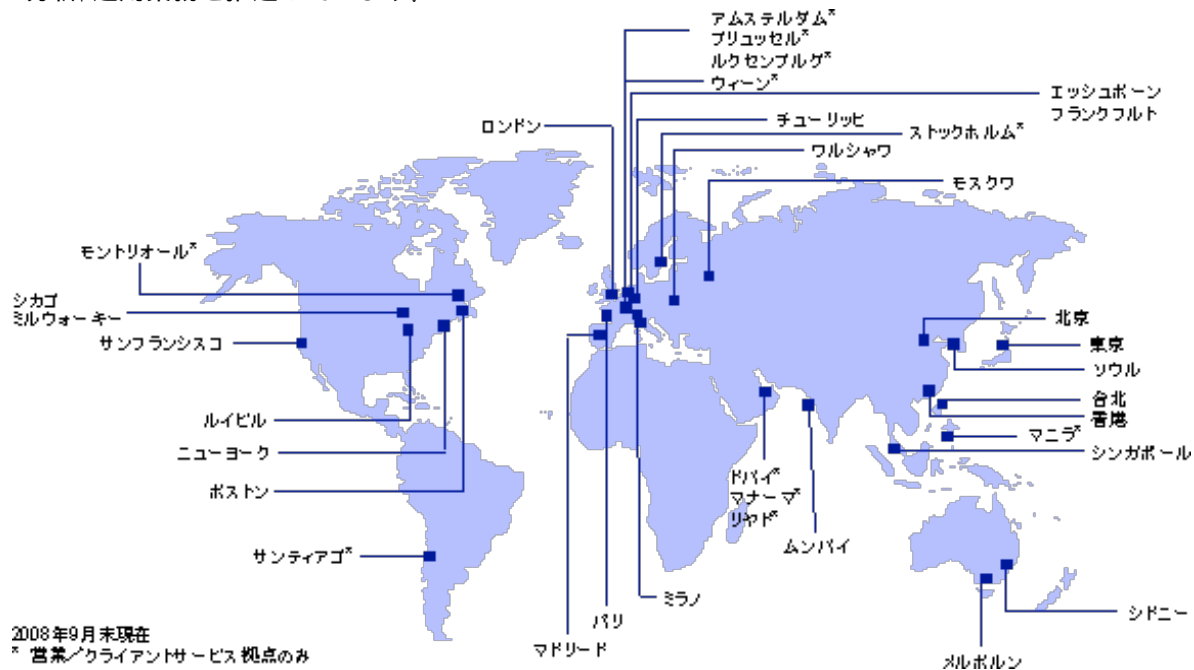 アムステルダム*
ブリュッセル*
ルクセンブルグ*
ウィーン*
エッシュボーン
フランクフルト
ロンドン
チューリッヒ
ストックホルム*
ワルシャワ
モスクワ
モントリオール*
シカゴ
ミルウォーキー
サンフランシスコ
北京
東京
ソウル
ルイビル
台北
香港
ニューヨーク
マニラ*
シンガポール
ボストン
ドバイ*
マナーマ*
リヤド*
ムンバイ
サンティアゴ*
ミラノ
パリ
シドニー
マドリード
メルボルン
2008年9月末現在
* 営業/クライアントサービス拠点のみ